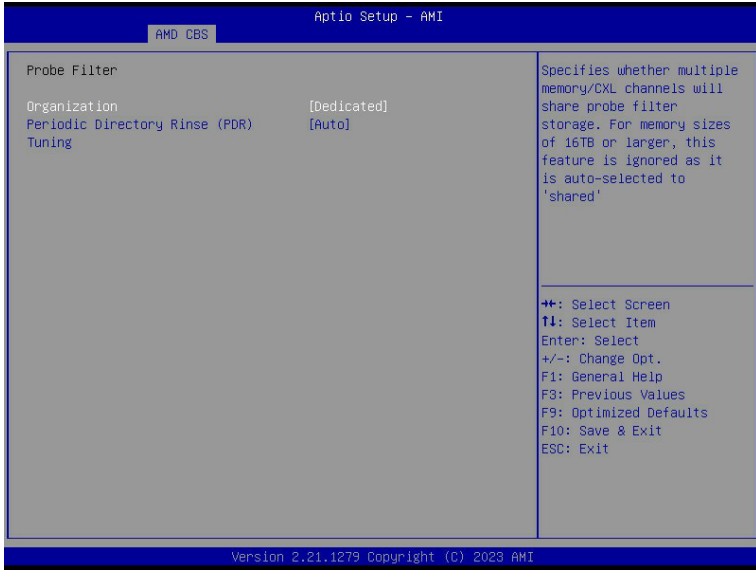 Aptio Setup - AMI
AMD CBS
Probe Filter
Organization [Dedicated]
Periodic Directory Rinse (PDR) [Auto]
Tuning
Specifies whether multiple
memory/CXL channels will
share probe filter
storage. For memory sizes
of 16TB or larger, this
feature is ignored as it
is auto-selected to
'shared'
→←: Select Screen
↑↓: Select Item
Enter: Select
+/-: Change Opt.
F1: General Help
F3: Previous Values
F9: Optimized Defaults
F10: Save & Exit
ESC: Exit
Version 2.21.1279 Copyright (C) 2023 AMI